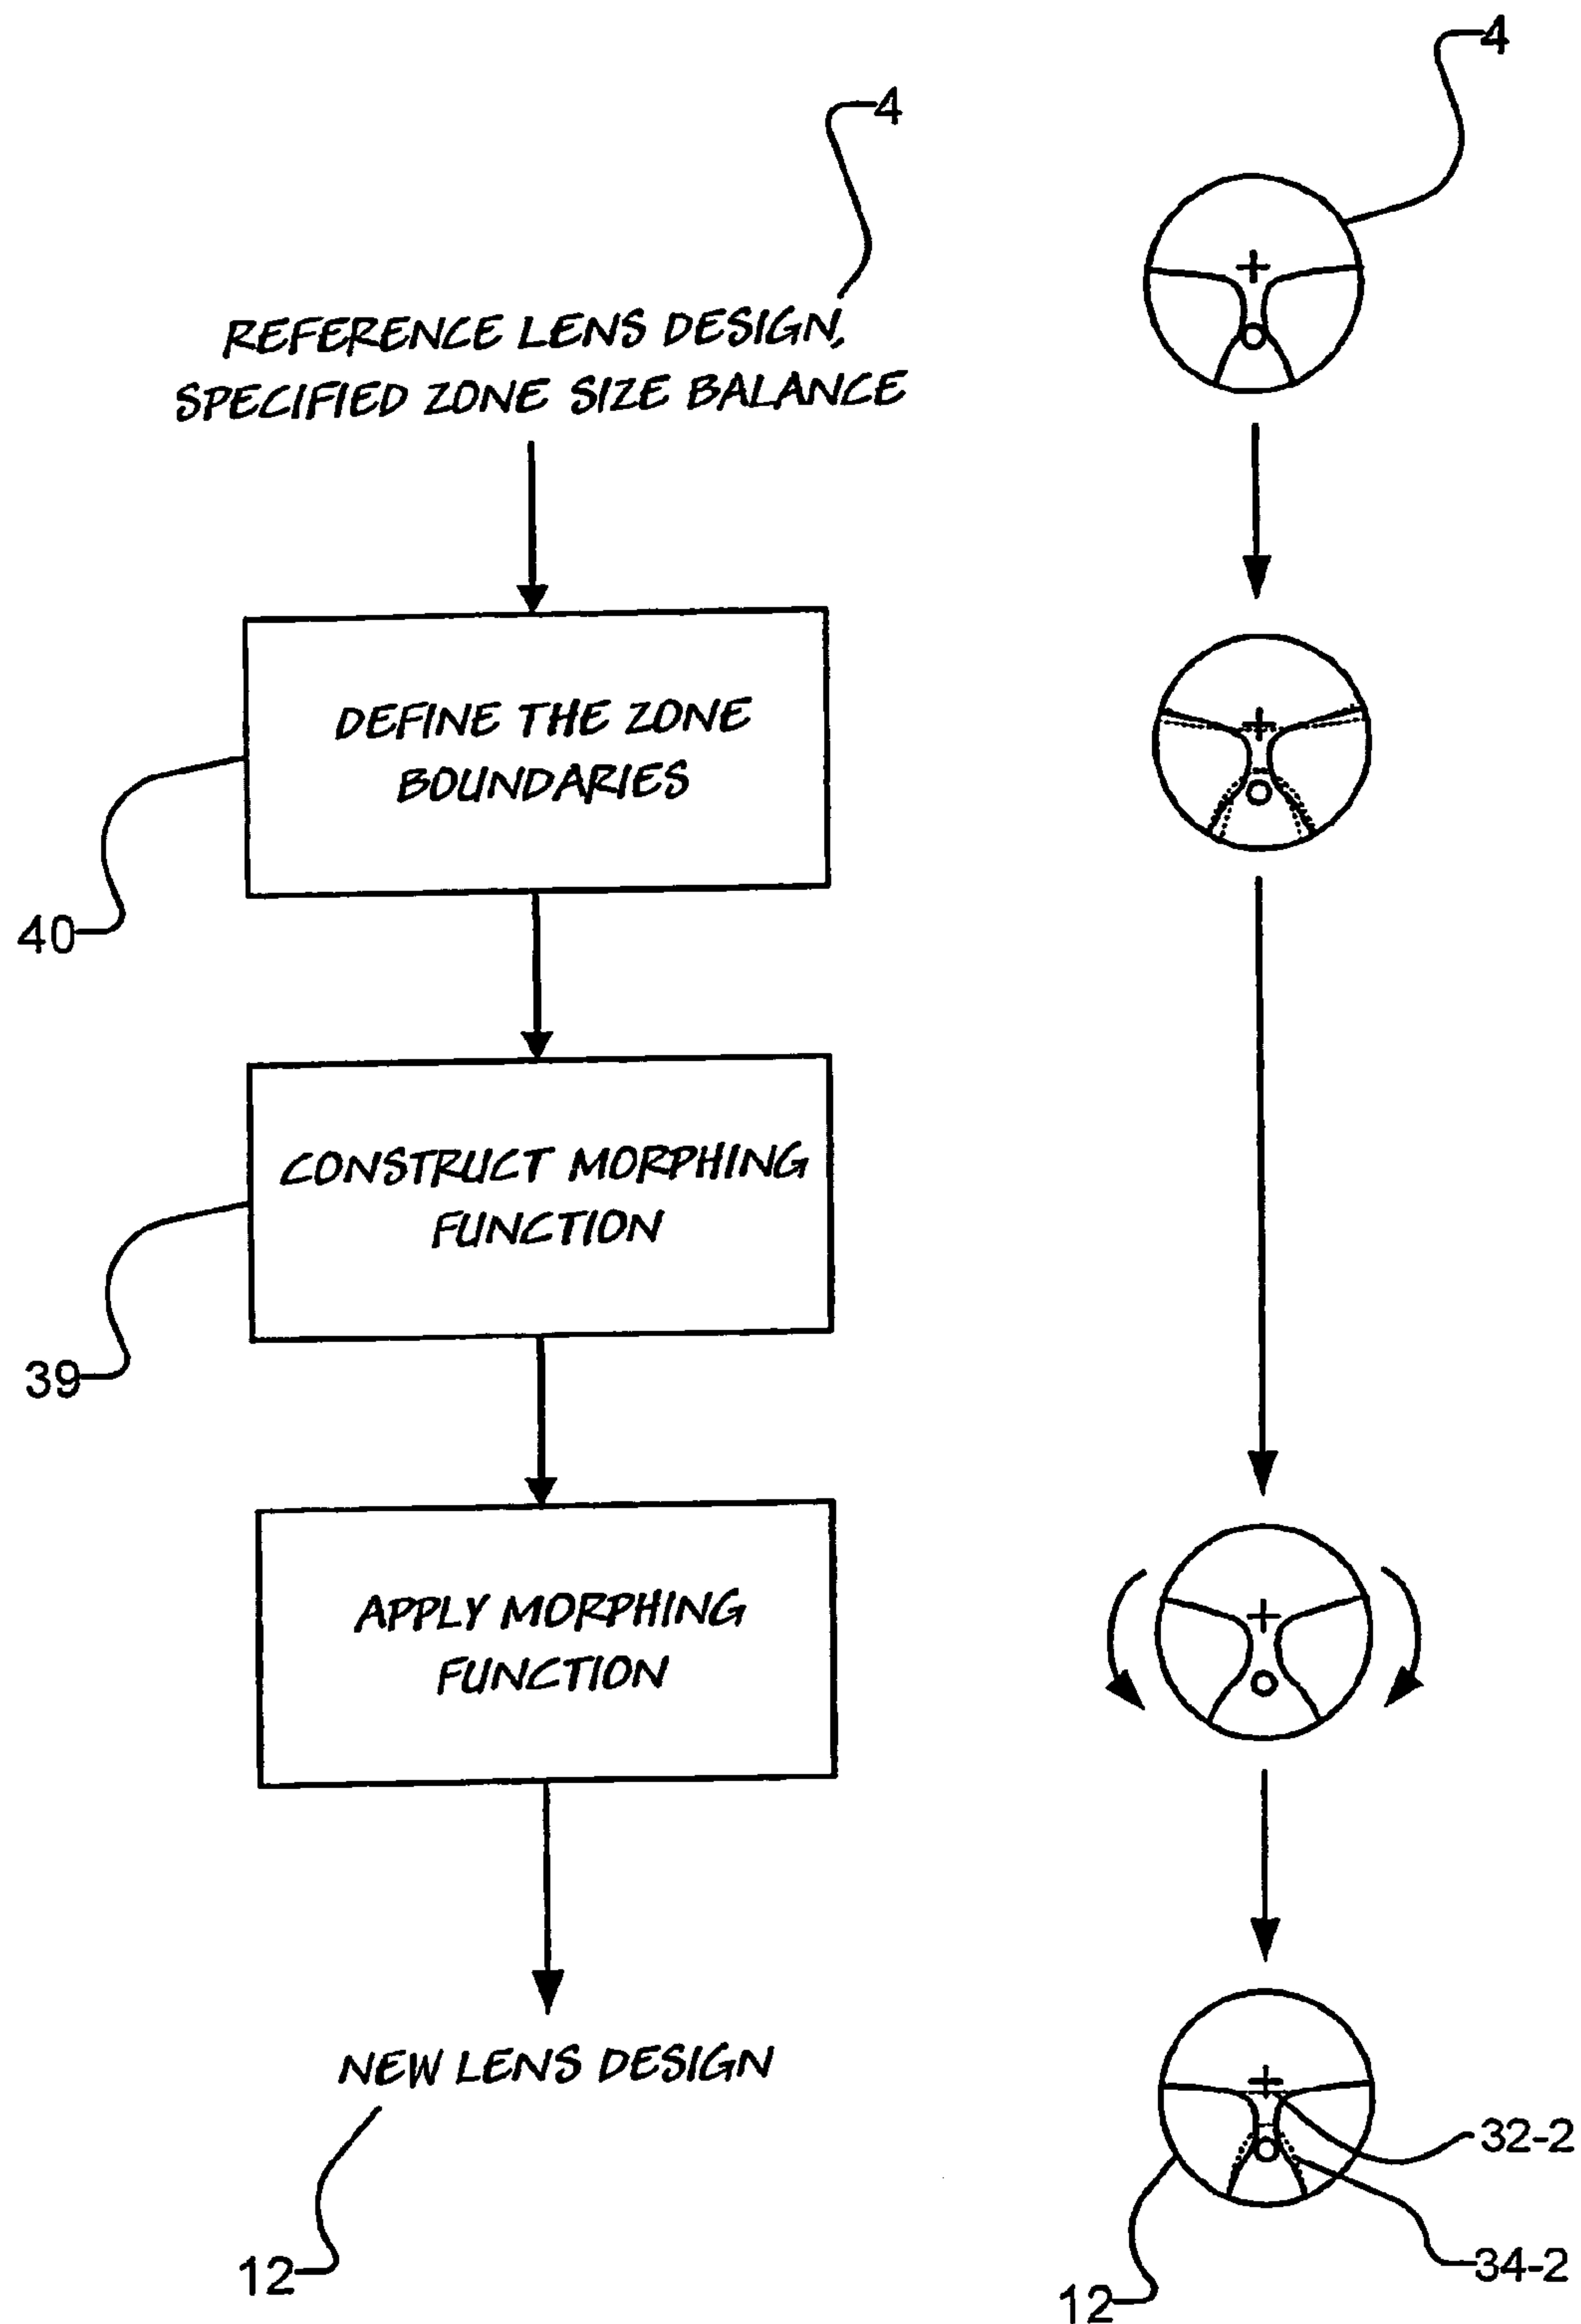 4
4
REFERENCE LENS DESIGN,
SPECIFIED ZONE SIZE BALANCE
DEFINE THE ZONE
BOUNDARIES
40
CONSTRUCT MORPHING
FUNCTION
39
APPLY MORPHING
FUNCTION
NEW LENS DESIGN
32-2
34-2
12
12